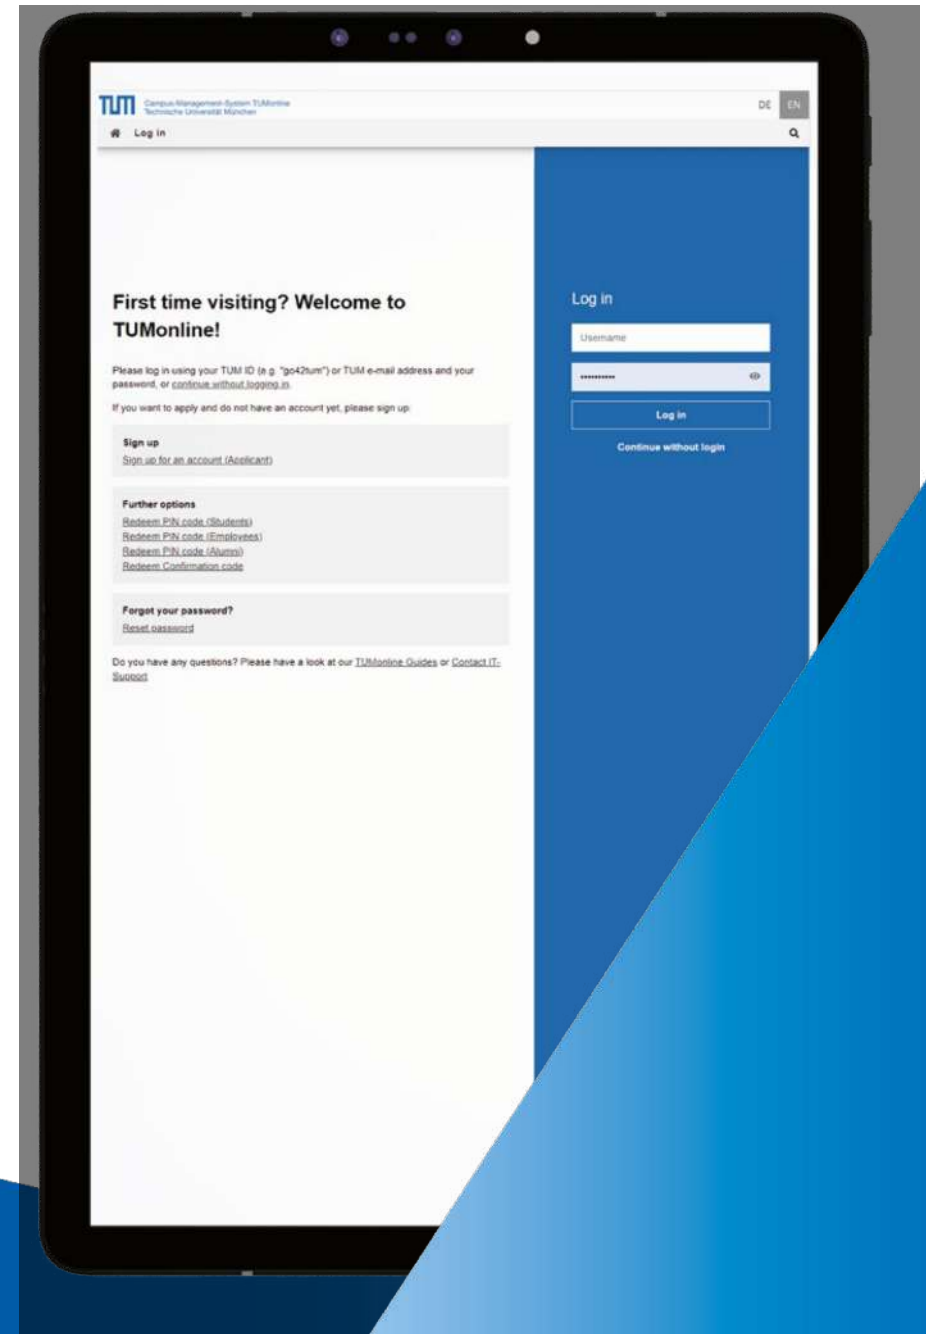 TUM
Campus-Management-System TUMonline
Technische Universität München
DE EN
Log in
First time visiting? Welcome to
TUMonline!
Please log in using your TUM ID (e.g. "go42tum") or TUM e-mail address and your
password, or continue without logging in.
If you want to apply and do not have an account yet, please sign up:
Sign up
Sign up for an account (Applicant)
Further options
Redeem PIN code (Students)
Redeem PIN code (Employees)
Redeem PIN code (Alumni)
Redeem Confirmation code
Forgot your password?
Reset password
Do you have any questions? Please have a look at our TUMonline Guides or Contact IT-
Support
Log in
Username
••••••••••
Log in
Continue without login